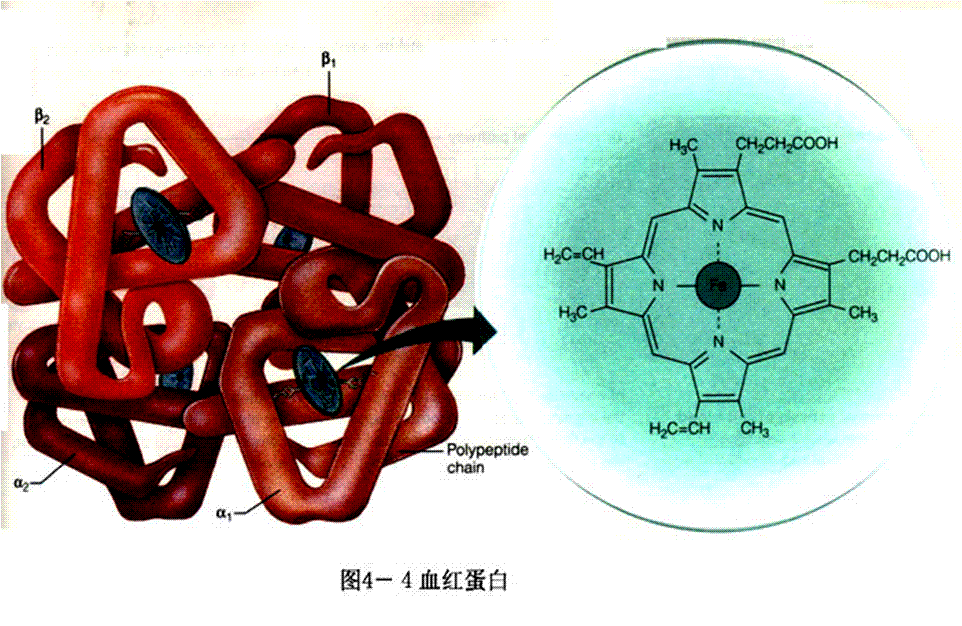 β₁
β₂
α₂
α₁
Polypeptide
chain
H₃C
CH₂CH₂COOH
N
H₂C=CH
CH₂CH₂COOH
N
Fe
N
H₃C
CH₃
N
H₂C=CH
CH₃
图4-4血红蛋白